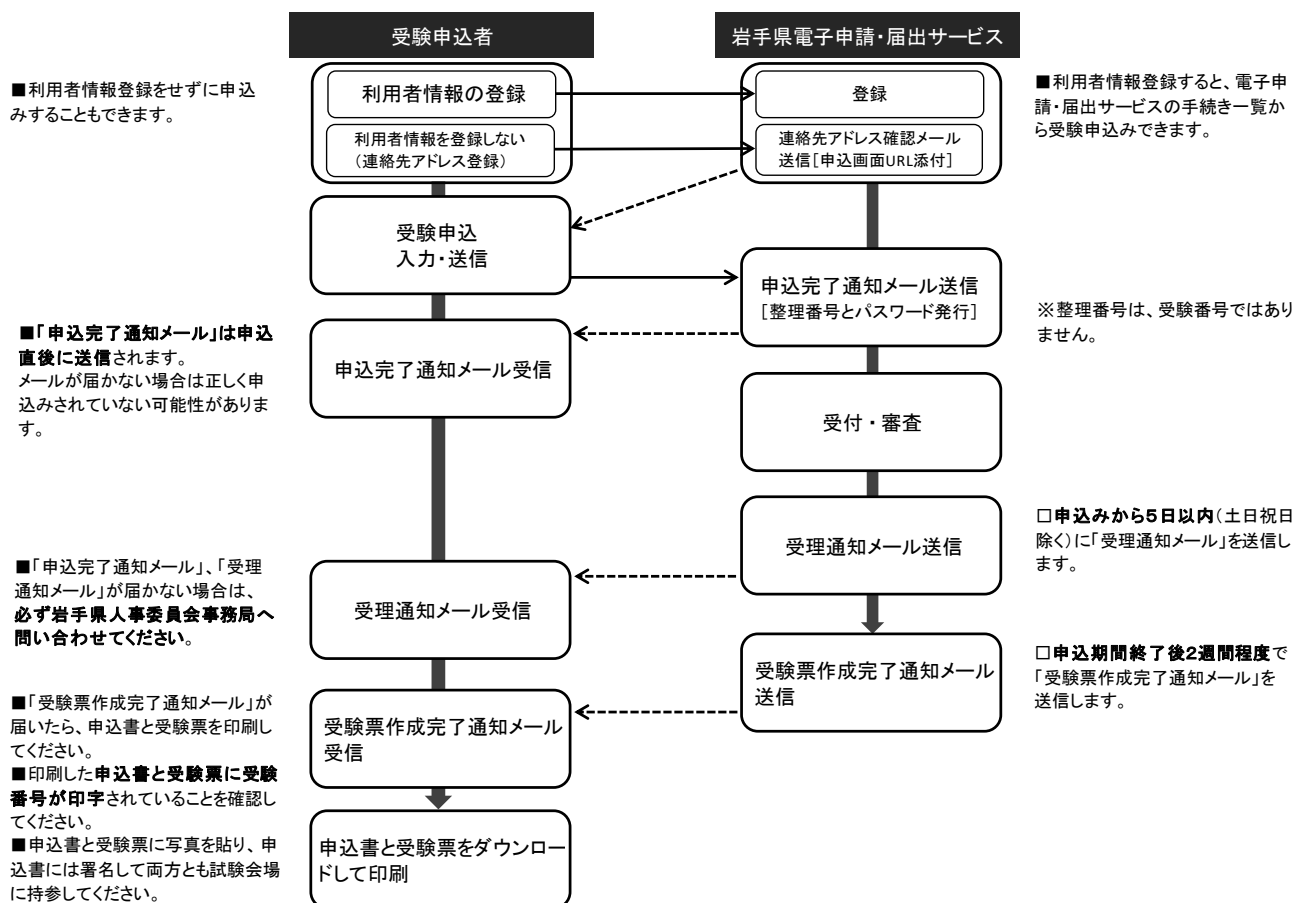 受験申込者
岩手県電子申請・届出サービス
■利用者情報登録をせずに申込
みすることもできます。
利用者情報の登録
利用者情報を登録しない
（連絡先アドレス登録）
登録
連絡先アドレス確認メール
送信［申込画面URL添付］
■利用者情報登録すると、電子申
請・届出サービスの手続き一覧か
ら受験申込みできます。
受験申込
入力・送信
申込完了通知メール送信
［整理番号とパスワード発行］
※整理番号は、受験番号ではあり
ません。
■「申込完了通知メール」は申込
直後に送信されます。
メールが届かない場合は正しく申
込みされていない可能性がありま
す。
申込完了通知メール受信
受付・審査
受理通知メール送信
□申込みから５日以内（土日祝日
除く）に「受理通知メール」を送信し
ます。
■「申込完了通知メール」、「受理
通知メール」が届かない場合は、
必ず岩手県人事委員会事務局へ
問い合わせてください。
受理通知メール受信
受験票作成完了通知メール
送信
□申込期間終了後2週間程度で
「受験票作成完了通知メール」を
送信します。
■「受験票作成完了通知メール」が
届いたら、申込書と受験票を印刷し
てください。
■印刷した申込書と受験票に受験
番号が印字されていることを確認し
てください。
■申込書と受験票に写真を貼り、申
込書には署名して両方とも試験会場
に持参してください。
受験票作成完了通知メール
受信
申込書と受験票をダウンロー
ドして印刷